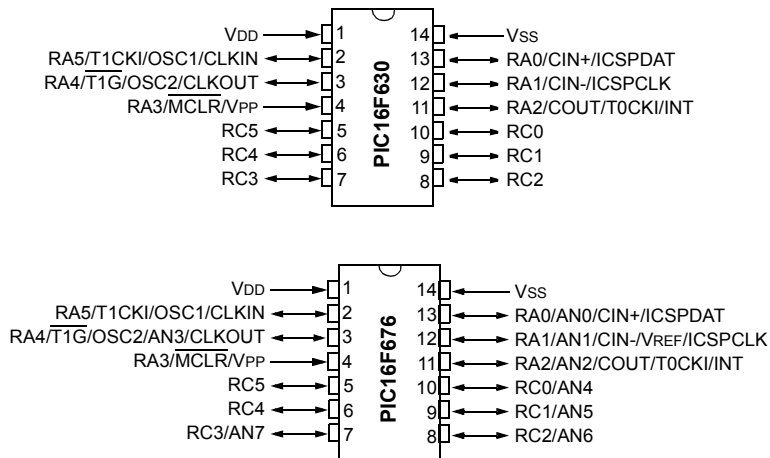 VDD 1 14 VSS
RA5/T1CKI/OSC1/CLKIN 2 13 RA0/CIN+/ICSPDAT
RA4/T1G/OSC2/CLKOUT 3 12 RA1/CIN-/ICSPCLK
RA3/MCLR/VPP 4 11 RA2/COUT/T0CKI/INT
RC5 5 10 RC0
RC4 6 9 RC1
RC3 7 8 RC2
PIC16F630
VDD 1 14 VSS
RA5/T1CKI/OSC1/CLKIN 2 13 RA0/AN0/CIN+/ICSPDAT
RA4/T1G/OSC2/AN3/CLKOUT 3 12 RA1/AN1/CIN-/VREF/ICSPCLK
RA3/MCLR/VPP 4 11 RA2/AN2/COUT/T0CKI/INT
RC5 5 10 RC0/AN4
RC4 6 9 RC1/AN5
RC3/AN7 7 8 RC2/AN6
PIC16F676